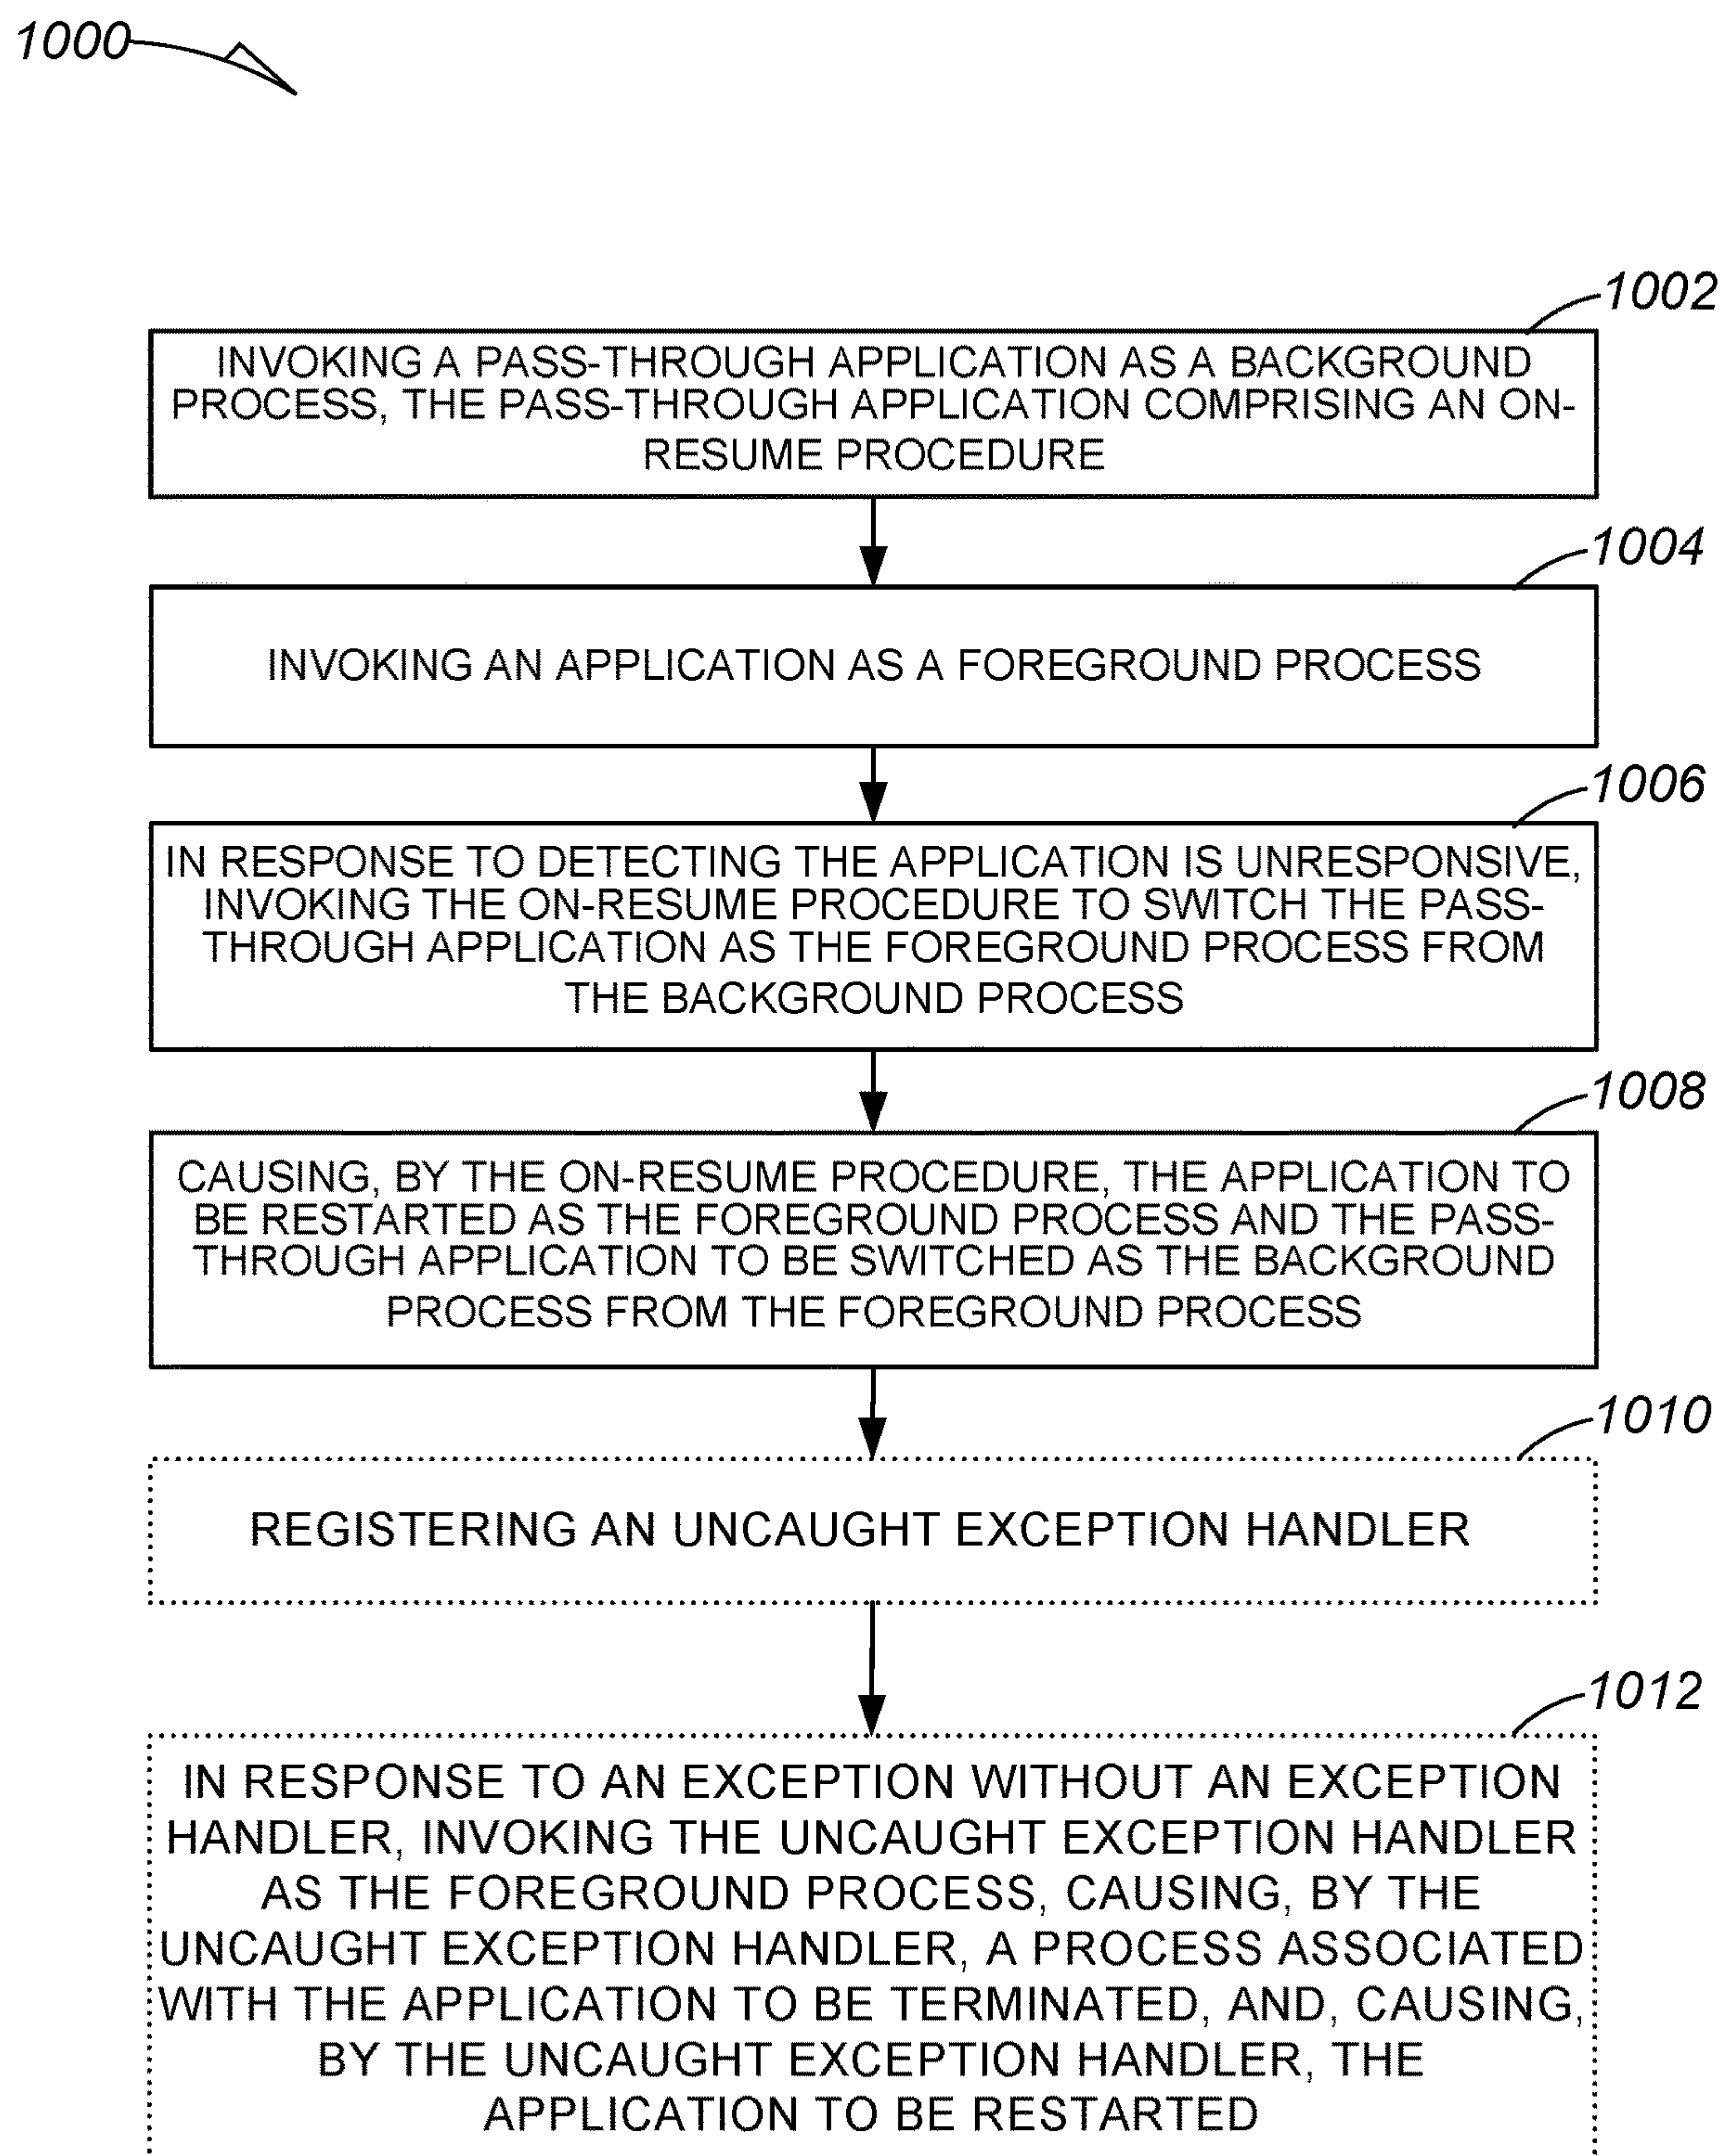 1000
1002
INVOKING A PASS-THROUGH APPLICATION AS A BACKGROUND
PROCESS, THE PASS-THROUGH APPLICATION COMPRISING AN ON-
RESUME PROCEDURE
1004
INVOKING AN APPLICATION AS A FOREGROUND PROCESS
1006
IN RESPONSE TO DETECTING THE APPLICATION IS UNRESPONSIVE,
INVOKING THE ON-RESUME PROCEDURE TO SWITCH THE PASS-
THROUGH APPLICATION AS THE FOREGROUND PROCESS FROM
THE BACKGROUND PROCESS
1008
CAUSING, BY THE ON-RESUME PROCEDURE, THE APPLICATION TO
BE RESTARTED AS THE FOREGROUND PROCESS AND THE PASS-
THROUGH APPLICATION TO BE SWITCHED AS THE BACKGROUND
PROCESS FROM THE FOREGROUND PROCESS
1010
REGISTERING AN UNCAUGHT EXCEPTION HANDLER
1012
IN RESPONSE TO AN EXCEPTION WITHOUT AN EXCEPTION
HANDLER, INVOKING THE UNCAUGHT EXCEPTION HANDLER
AS THE FOREGROUND PROCESS, CAUSING, BY THE
UNCAUGHT EXCEPTION HANDLER, A PROCESS ASSOCIATED
WITH THE APPLICATION TO BE TERMINATED, AND, CAUSING,
BY THE UNCAUGHT EXCEPTION HANDLER, THE
APPLICATION TO BE RESTARTED